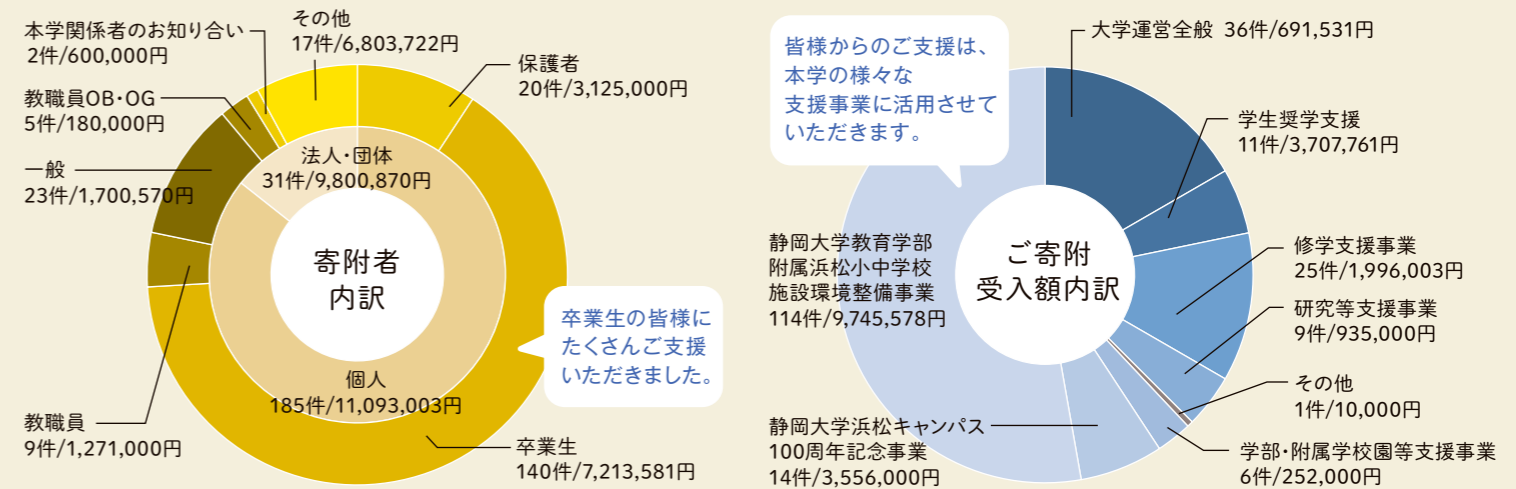 本学関係者のお知り合い
2件/600,000円
その他
17件/6,803,722円
保護者
20件/3,125,000円
教職員OB・OG
5件/180,000円
一般
23件/1,700,570円
法人・団体
31件/9,800,870円
寄附者
内訳
卒業生の皆様に
たくさんご支援
いただきました。
個人
185件/11,093,003円
教職員
9件/1,271,000円
卒業生
140件/7,213,581円
皆様からのご支援は、
本学の様々な
支援事業に活用させて
いただきます。
大学運営全般 36件/691,531円
学生奨学支援
11件/3,707,761円
静岡大学教育学部
附属浜松小中学校
施設環境整備事業
114件/9,745,578円
ご寄附
受入額内訳
修学支援事業
25件/1,996,003円
研究等支援事業
9件/935,000円
その他
1件/10,000円
静岡大学浜松キャンパス
100周年記念事業
14件/3,556,000円
学部・附属学校園等支援事業
6件/252,000円